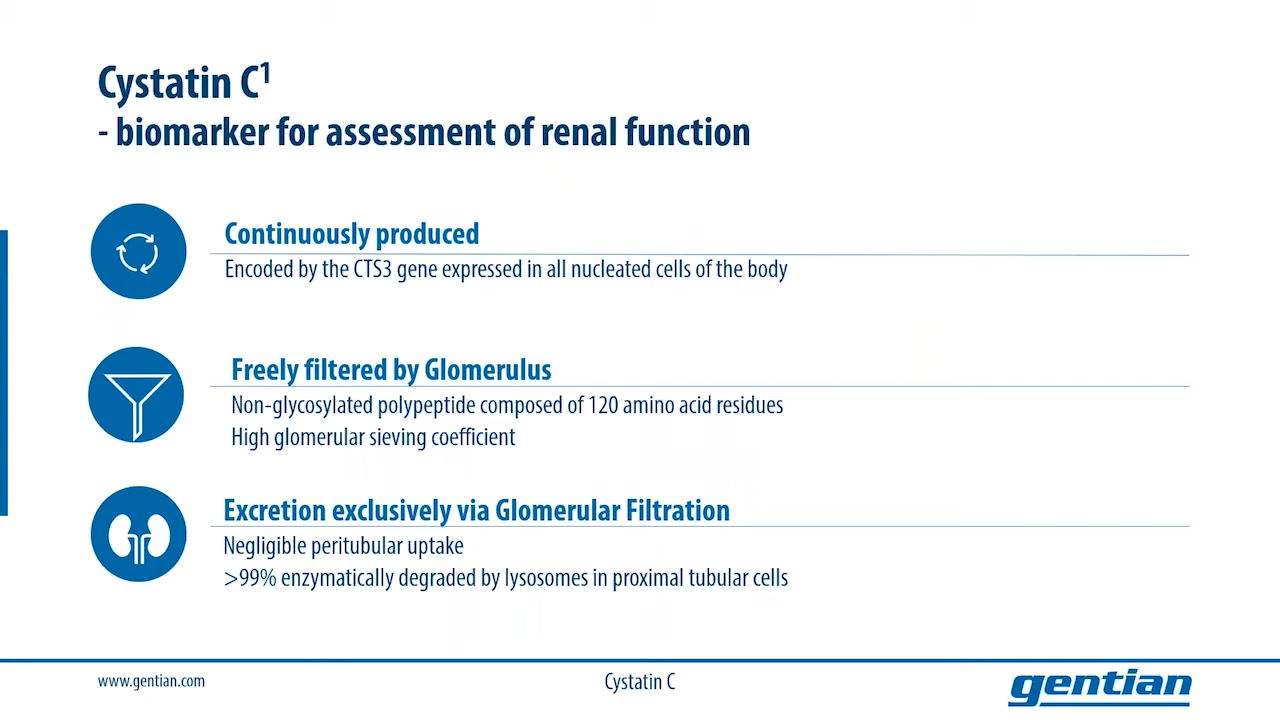 Cystatin C¹
- biomarker for assessment of renal function
Continuously produced
Encoded by the CTS3 gene expressed in all nucleated cells of the body
Freely filtered by Glomerulus
Non-glycosylated polypeptide composed of 120 amino acid residues
High glomerular sieving coefficient
Excretion exclusively via Glomerular Filtration
Negligible peritubular uptake
>99% enzymatically degraded by lysosomes in proximal tubular cells
www.gentian.com
Cystatin C
gentian